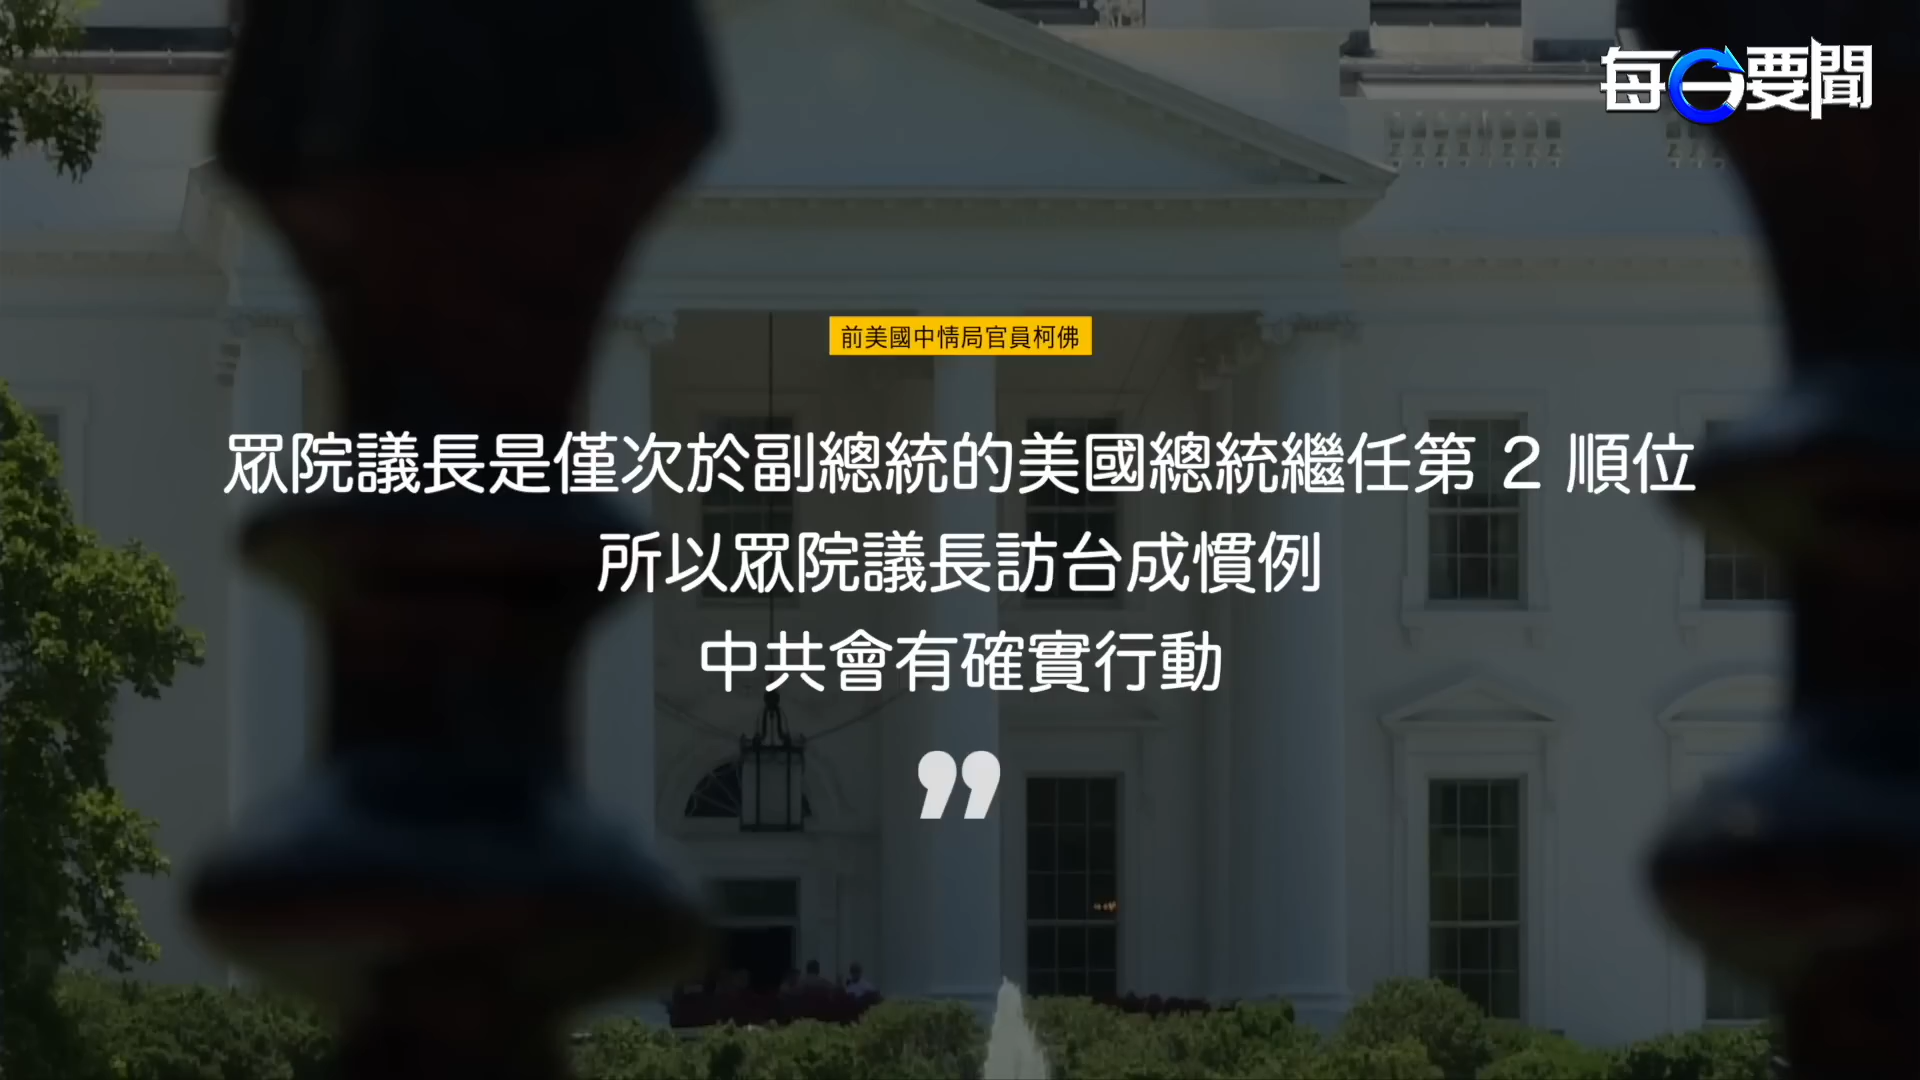 每日要聞
前美國中情局官員柯佛
眾院議長是僅次於副總統的美國總統繼任第 2 順位
所以眾院議長訪台成慣例
中共會有確實行動
”